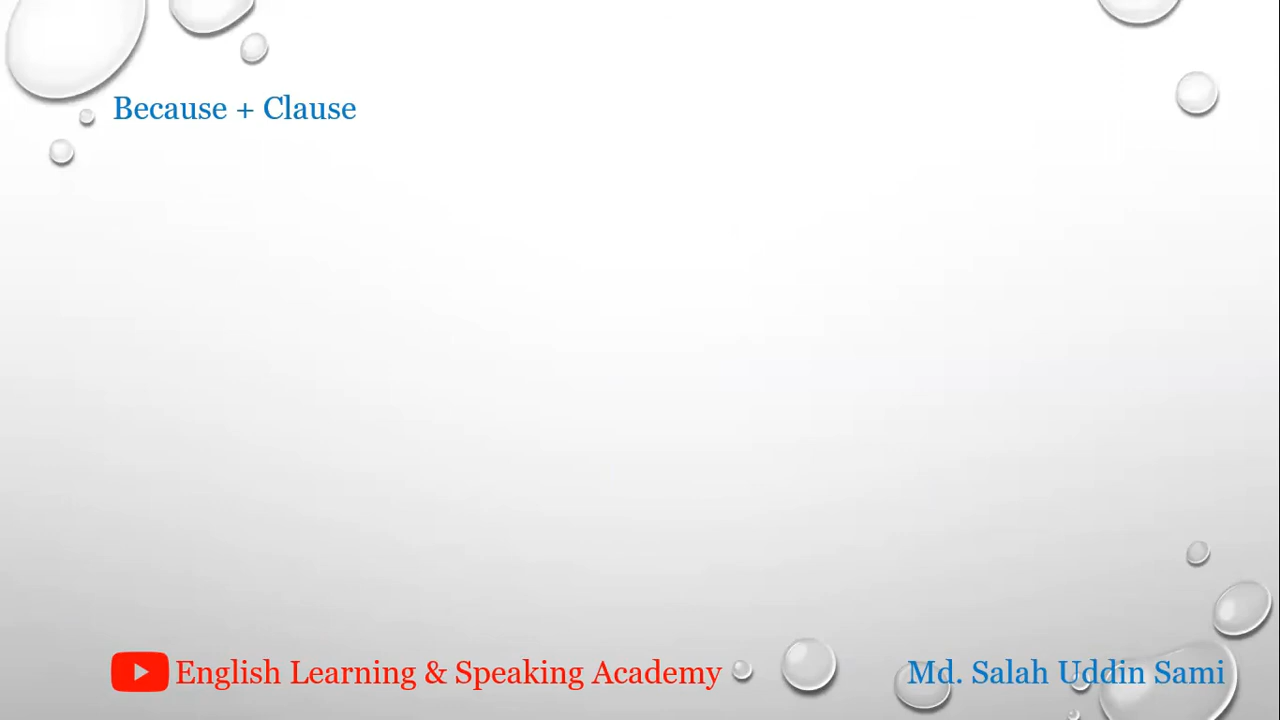 Because + Clause
English Learning & Speaking Academy
Md. Salah Uddin Sami